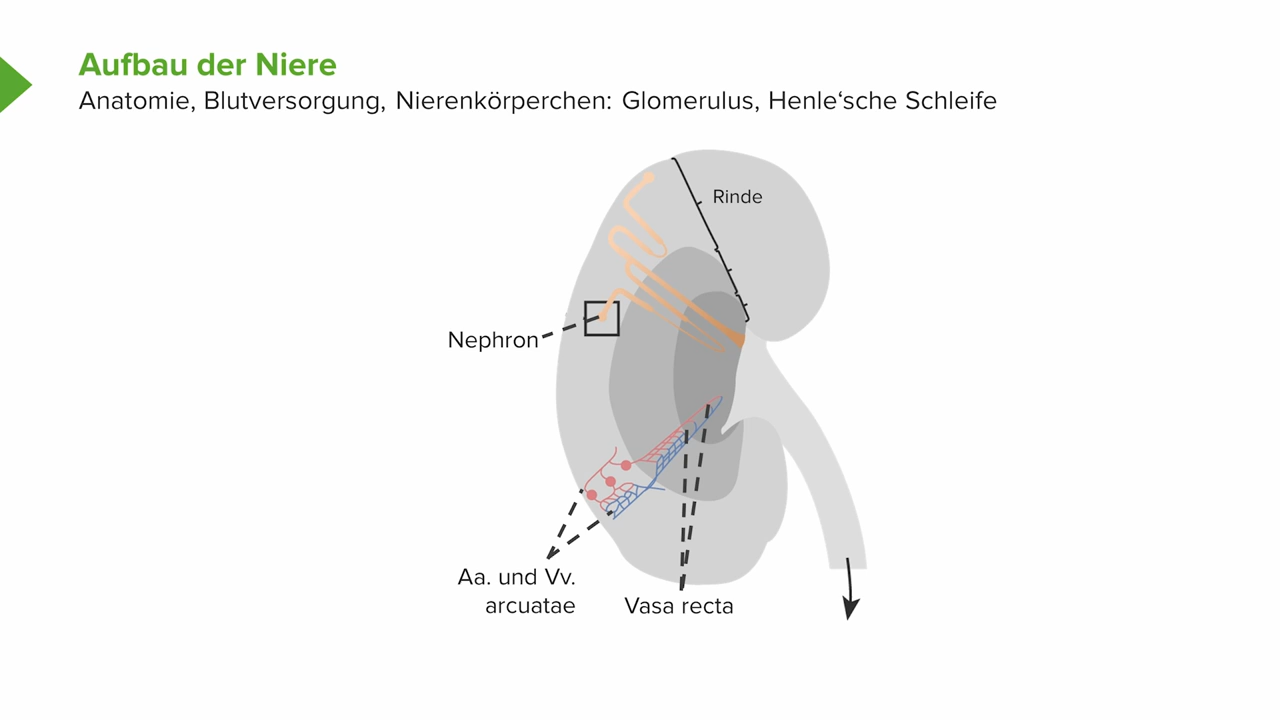 Aufbau der Niere
Anatomie, Blutversorgung, Nierenkörperchen: Glomerulus, Henle‘sche Schleife
Rinde
Nephron
Aa. und Vv.
arcuatae
Vasa recta